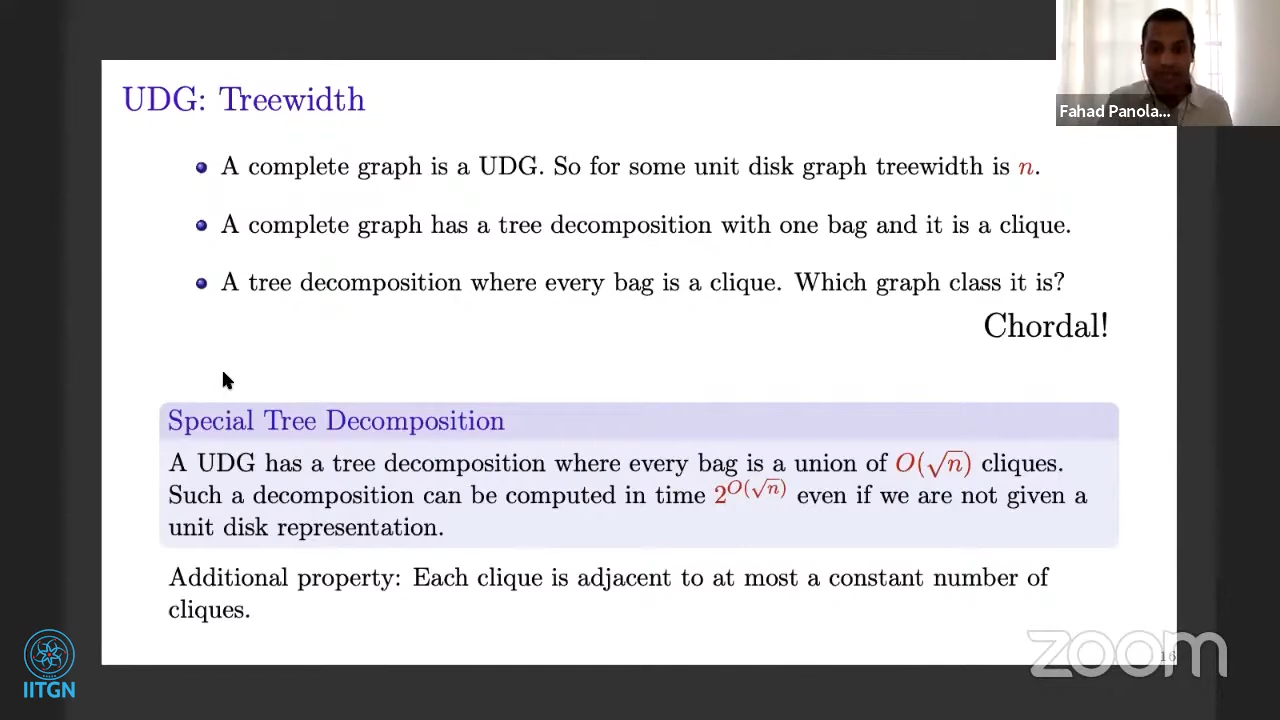 UDG: Treewidth
Fahad Panola...
A complete graph is a UDG. So for some unit disk graph treewidth is n.
A complete graph has a tree decomposition with one bag and it is a clique.
A tree decomposition where every bag is a clique. Which graph class it is?
Chordal!
Special Tree Decomposition
A UDG has a tree decomposition where every bag is a union of O(√n) cliques.
Such a decomposition can be computed in time 2^{O(√n)} even if we are not given a
unit disk representation.
Additional property: Each clique is adjacent to at most a constant number of
cliques.
zoom
16
IITGN